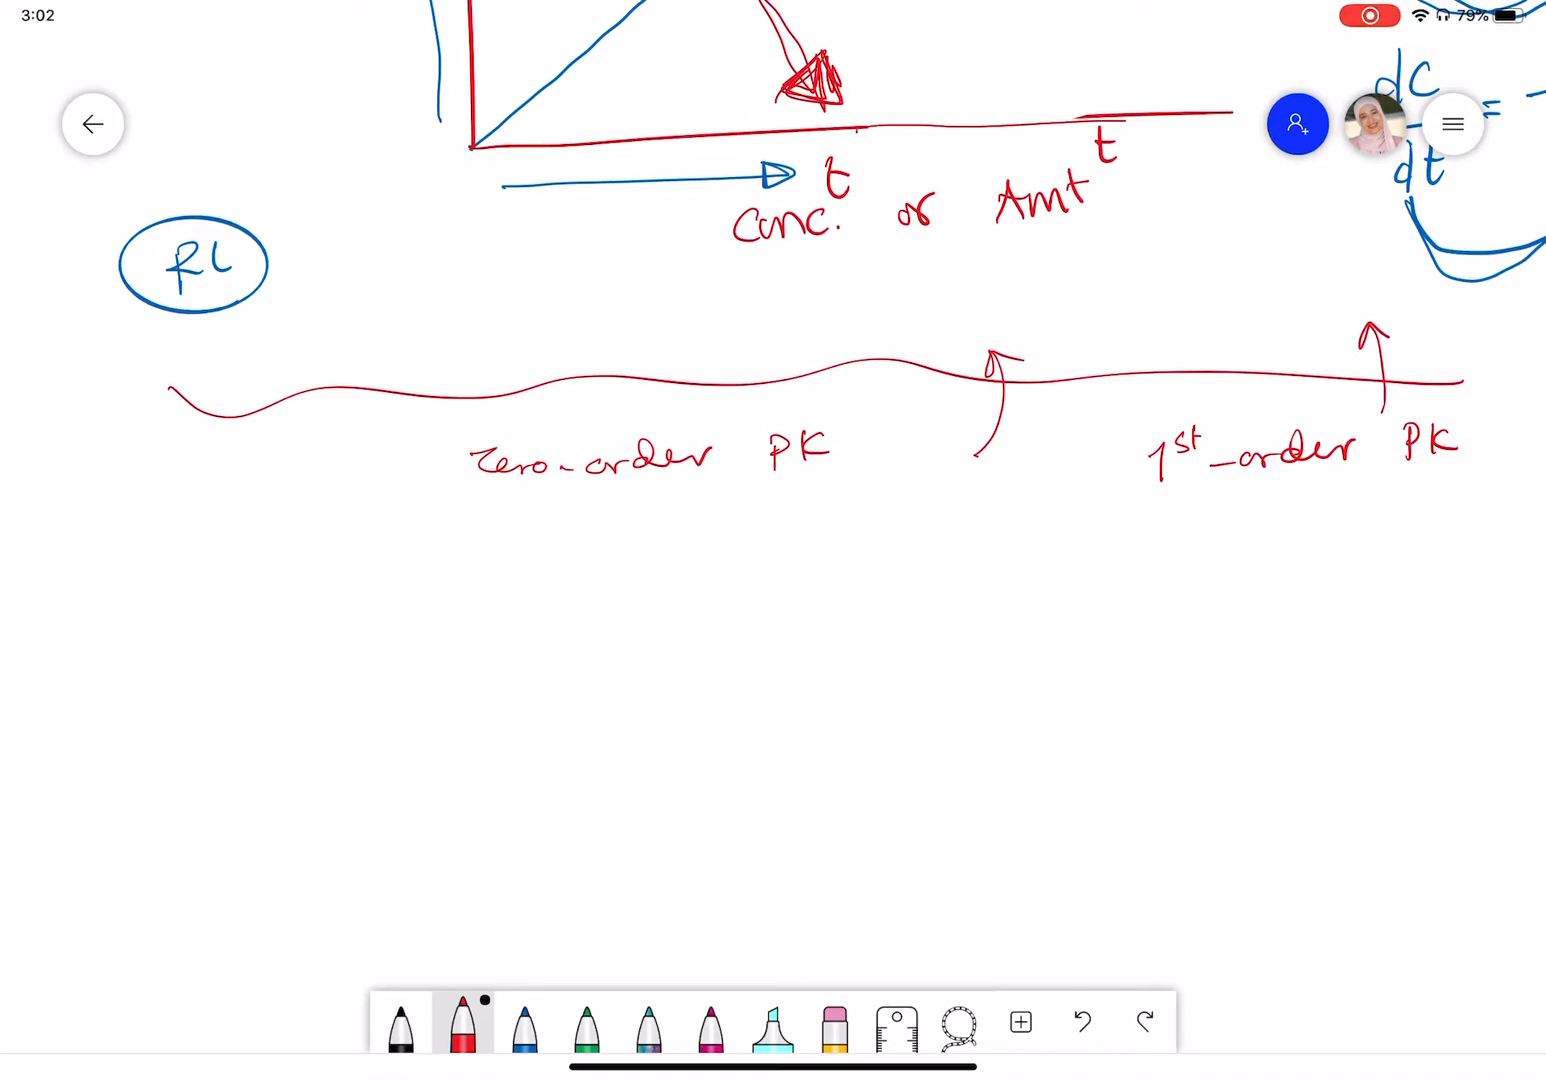 3:02
79%
dC
= -
dt
t
t
Conc. or Amt
RL
Zero-order PK
1st-order PK